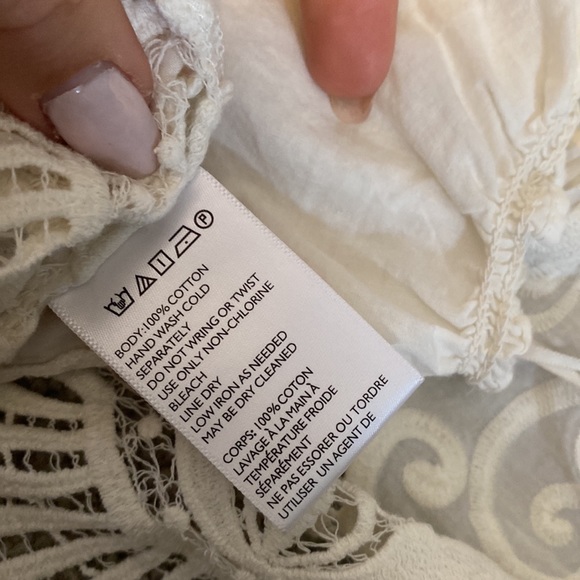 P
BODY:100% COTTON
HAND WASH COLD
SEPARATELY
DO NOT WRING OR TWIST
USE ONLY NON-CHLORINE
BLEACH
LINE DRY
LOW IRON AS NEEDED
MAY BE DRY CLEANED
CORPS: 100% COTON
LAVAGE À LA MAIN À
TEMPÉRATURE FROIDE
SÉPARÉMENT
NE PAS ESSORER OU TORDRE
UTILISER UN AGENT DE